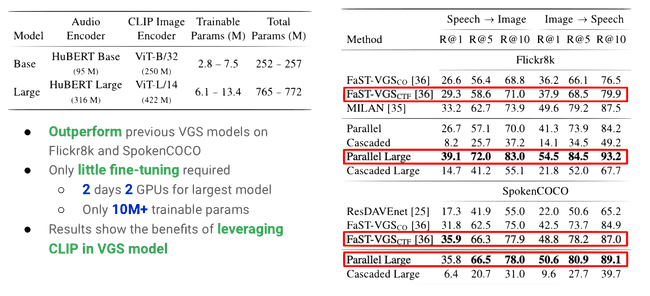 Model Audio Encoder CLIP Image Encoder Trainable Params (M) Total Params (M)
Base HuBERT Base (95 M) ViT-B/32 (250 M) 2.8 – 7.5 252 – 257
Large HuBERT Large (316 M) ViT-L/14 (422 M) 6.1 – 13.4 765 – 772
● Outperform previous VGS models on
Flickr8k and SpokenCOCO
● Only little fine-tuning required
○ 2 days 2 GPUs for largest model
○ Only 10M+ trainable params
● Results show the benefits of leveraging
CLIP in VGS model
Speech → Image Image → Speech
Method R@1 R@5 R@10 R@1 R@5 R@10
Flickr8k
FaST-VGSCO [36] 26.6 56.4 68.8 36.2 66.1 76.5
FaST-VGSCTF [36] 29.3 58.6 71.0 37.9 68.5 79.9
MILAN [35] 33.2 62.7 73.9 49.6 79.2 87.5
Parallel 26.7 57.1 70.0 41.3 73.9 84.2
Cascaded 8.2 25.7 37.2 14.1 34.5 49.2
Parallel Large 39.1 72.0 83.0 54.5 84.5 93.2
Cascaded Large 14.7 41.2 55.1 21.8 52.0 67.7
SpokenCOCO
ResDAVEnet [25] 17.3 41.9 55.0 22.0 50.6 65.2
FaST-VGSCO [36] 31.8 62.5 75.0 42.5 73.7 84.9
FaST-VGSCTF [36] 35.9 66.3 77.9 48.8 78.2 87.0
Parallel Large 35.8 66.5 78.0 50.6 80.9 89.1
Cascaded Large 6.4 20.7 31.0 9.6 27.7 39.7